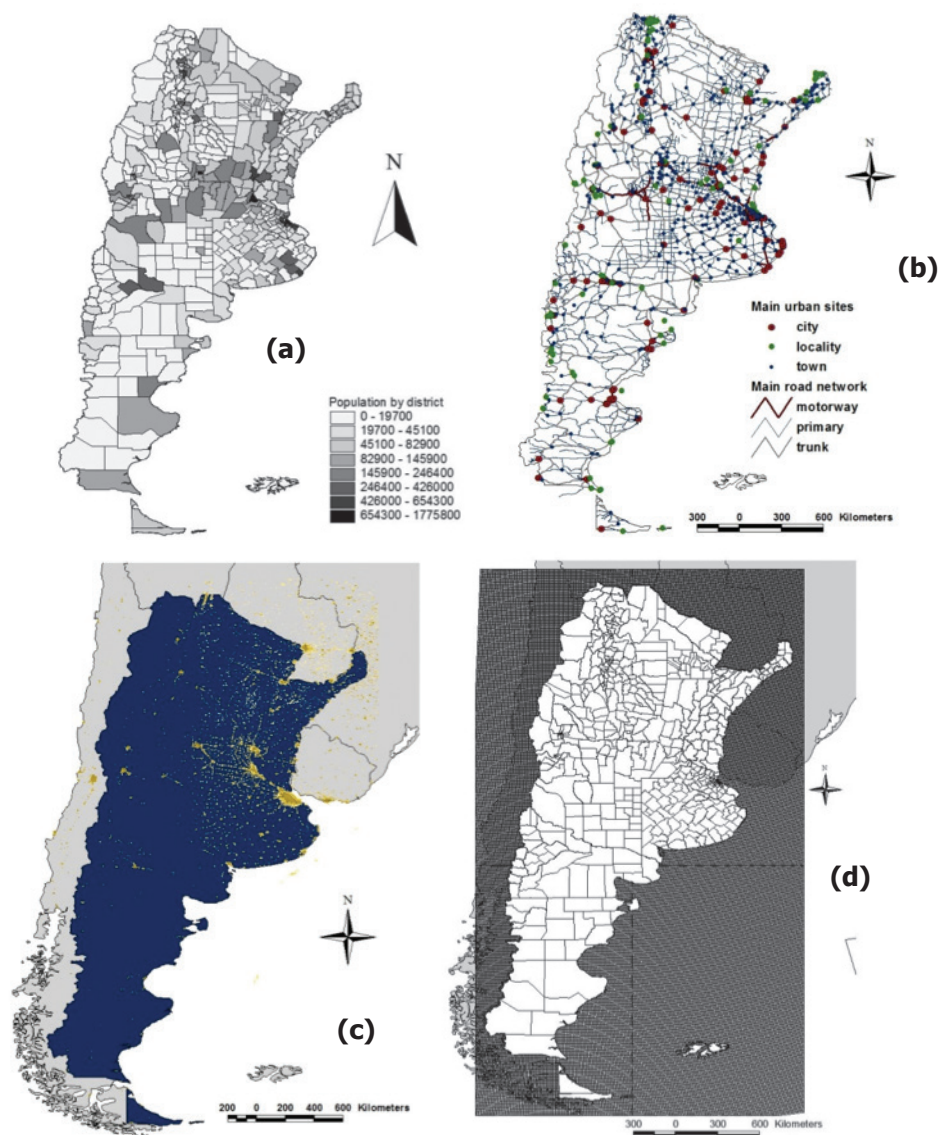 N
(a)
Population by district
0 - 19700
19700 - 45100
45100 - 82900
82900 - 145900
145900 - 246400
246400 - 426000
426000 - 654300
654300 - 1775800
N
(b)
Main urban sites
city
locality
town
Main road network
motorway
primary
trunk
300 0 300 600 Kilometers
N
(c)
200 0 200 400 600 Kilometers
N
(d)
300 0 300 600 Kilometers